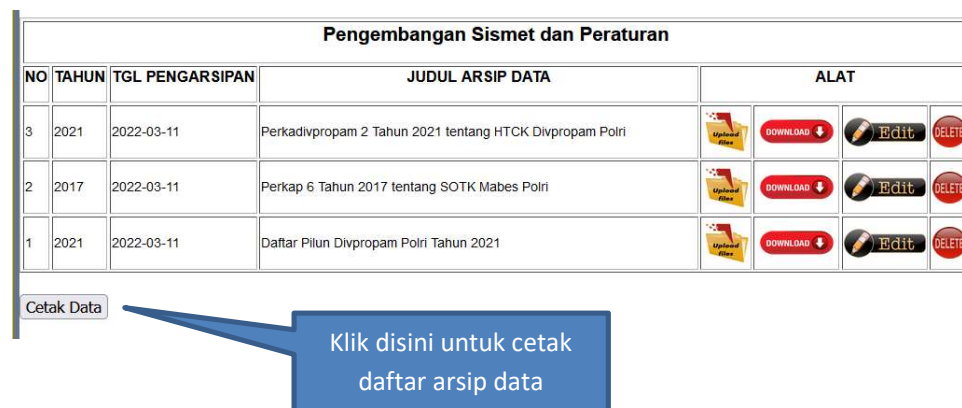 Pengembangan Sismet dan Peraturan
NO TAHUN TGL PENGARSIPAN JUDUL ARSIP DATA ALAT
3 2021 2022-03-11 Perkadivpropam 2 Tahun 2021 tentang HTCK Divpropam Polri Upload files DOWNLOAD Edit DELETE
2 2017 2022-03-11 Perkap 6 Tahun 2017 tentang SOTK Mabes Polri Upload files DOWNLOAD Edit DELETE
1 2021 2022-03-11 Daftar Pilun Divpropam Polri Tahun 2021 Upload files DOWNLOAD Edit DELETE
Cetak Data
Klik disini untuk cetak
daftar arsip data